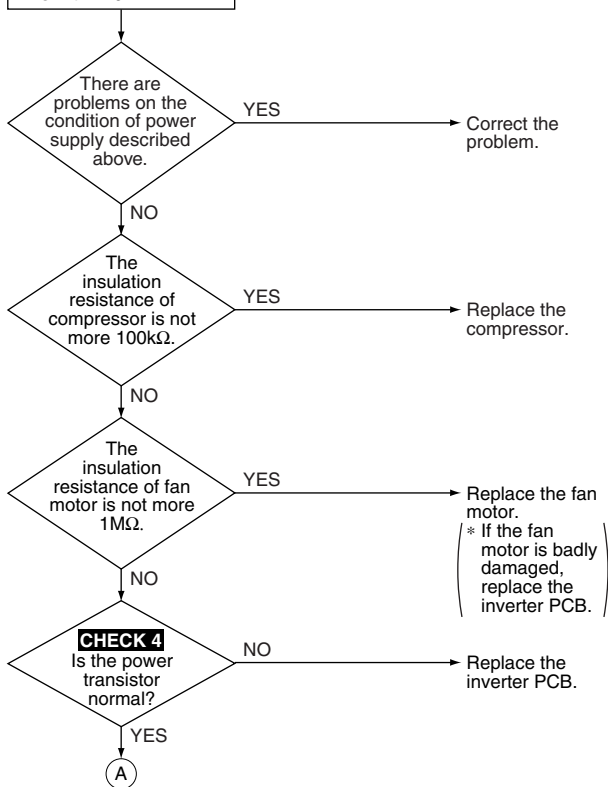 There are
problems on the
condition of power
supply described
above.
YES
Correct the
problem.
NO
The
insulation
resistance of
compressor is not
more 100kΩ.
YES
Replace the
compressor.
NO
The
insulation
resistance of fan
motor is not more
1MΩ.
YES
Replace the fan
motor.
* If the fan
motor is badly
damaged,
replace the
inverter PCB.
NO
CHECK 4
Is the power
transistor
normal?
NO
Replace the
inverter PCB.
YES
A